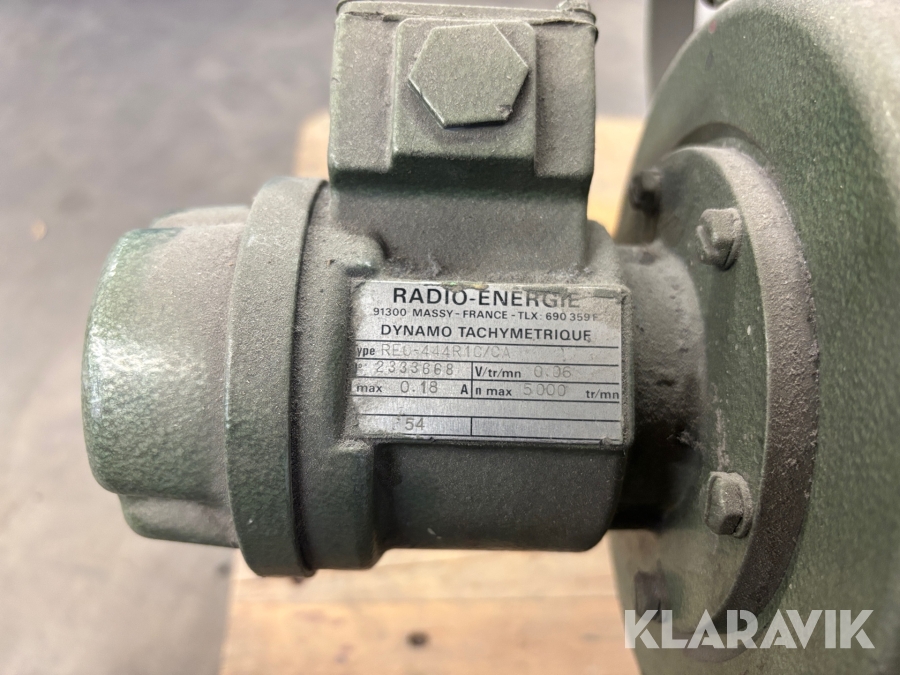 RADIO-ENERGIE
91300 MASSY - FRANCE - TLX: 690 359 F
DYNAMO TACHYMETRIQUE
Type REO-444R1C/CA
N° 2333668 V/tr/mn 0.06
max 0.18 A n max 5000 tr/mn
54
KLARAVIK